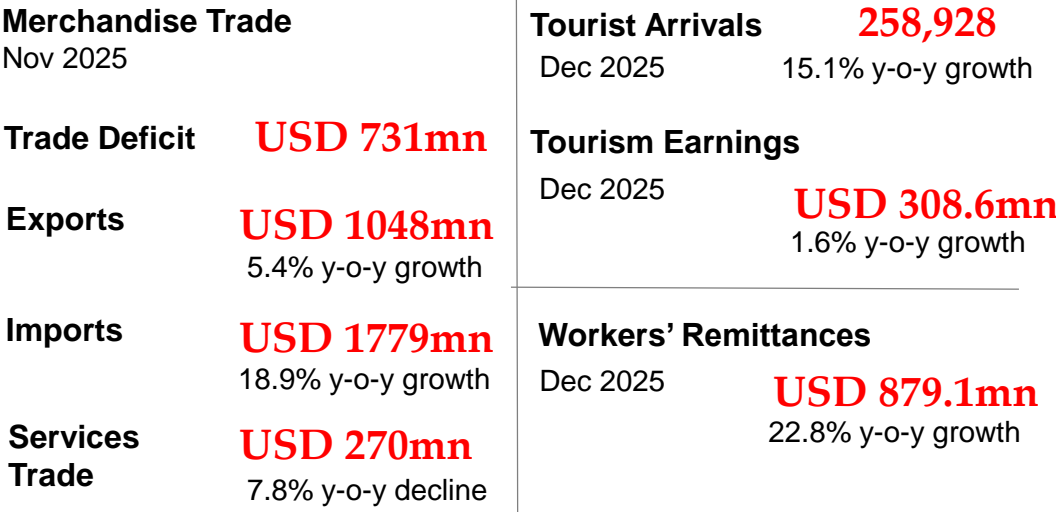 Merchandise Trade
Nov 2025
Trade Deficit USD 731mn
Exports USD 1048mn
5.4% y-o-y growth
Imports USD 1779mn
18.9% y-o-y growth
Services
Trade USD 270mn
7.8% y-o-y decline
Tourist Arrivals 258,928
Dec 2025 15.1% y-o-y growth
Tourism Earnings
Dec 2025 USD 308.6mn
1.6% y-o-y growth
Workers’ Remittances
Dec 2025 USD 879.1mn
22.8% y-o-y growth